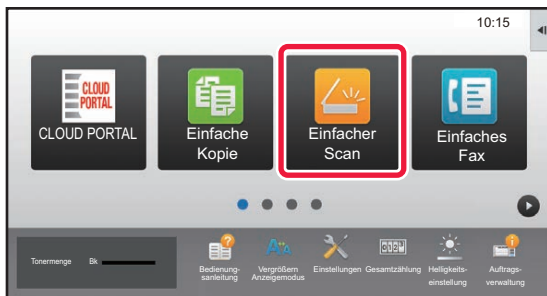 10:15
CLOUD
PORTAL
CLOUD PORTAL
Einfache
Kopie
Einfacher
Scan
Einfaches
Fax
Tonermenge Bk
Bedienung-
sanleitung
Vergrößern
Anzeigemodus
Einstellungen
Gesamtzählung
Helligkeits-
einstellung
Auftrags-
verwaltung